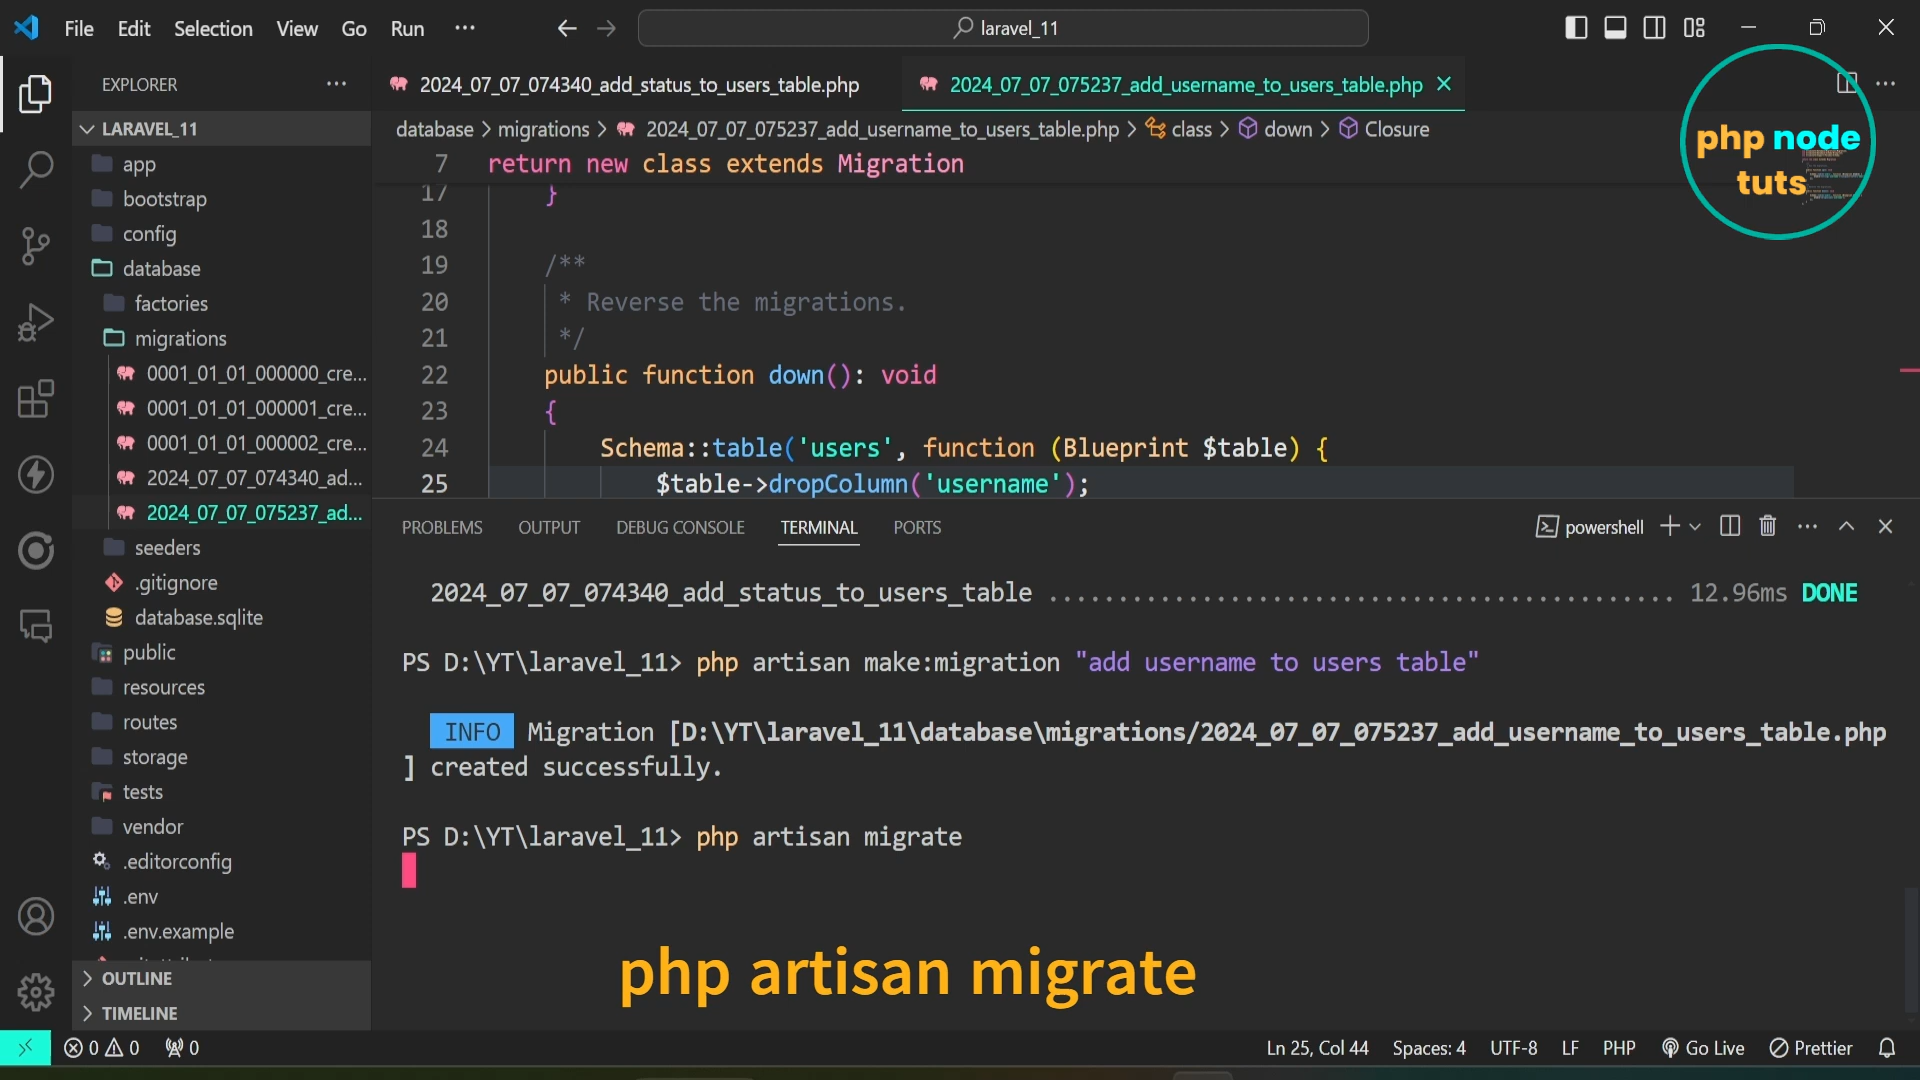 File Edit Selection View Go Run ···
laravel_11
EXPLORER ···
2024_07_07_074340_add_status_to_users_table.php
2024_07_07_075237_add_username_to_users_table.php
database > migrations > 2024_07_07_075237_add_username_to_users_table.php > class > down > Closure
php node
tuts
LARAVEL_11
app
bootstrap
config
database
factories
migrations
0001_01_01_000000_cre...
0001_01_01_000001_cre...
0001_01_01_000002_cre...
2024_07_07_074340_ad...
2024_07_07_075237_ad...
seeders
.gitignore
database.sqlite
public
resources
routes
storage
tests
vendor
.editorconfig
.env
.env.example
OUTLINE
TIMELINE
7 return new class extends Migration
17 }
18
19 /**
20 * Reverse the migrations.
21 */
22 public function down(): void
23 {
24 Schema::table('users', function (Blueprint $table) {
25 $table->dropColumn('username');
PROBLEMS OUTPUT DEBUG CONSOLE TERMINAL PORTS
powershell
2024_07_07_074340_add_status_to_users_table ............................................. 12.96ms DONE
PS D:\YT\laravel_11> php artisan make:migration "add username to users table"
INFO Migration [D:\YT\laravel_11\database\migrations/2024_07_07_075237_add_username_to_users_table.php
] created successfully.
PS D:\YT\laravel_11> php artisan migrate
php artisan migrate
0 0 0
Ln 25, Col 44 Spaces: 4 UTF-8 LF PHP Go Live Prettier